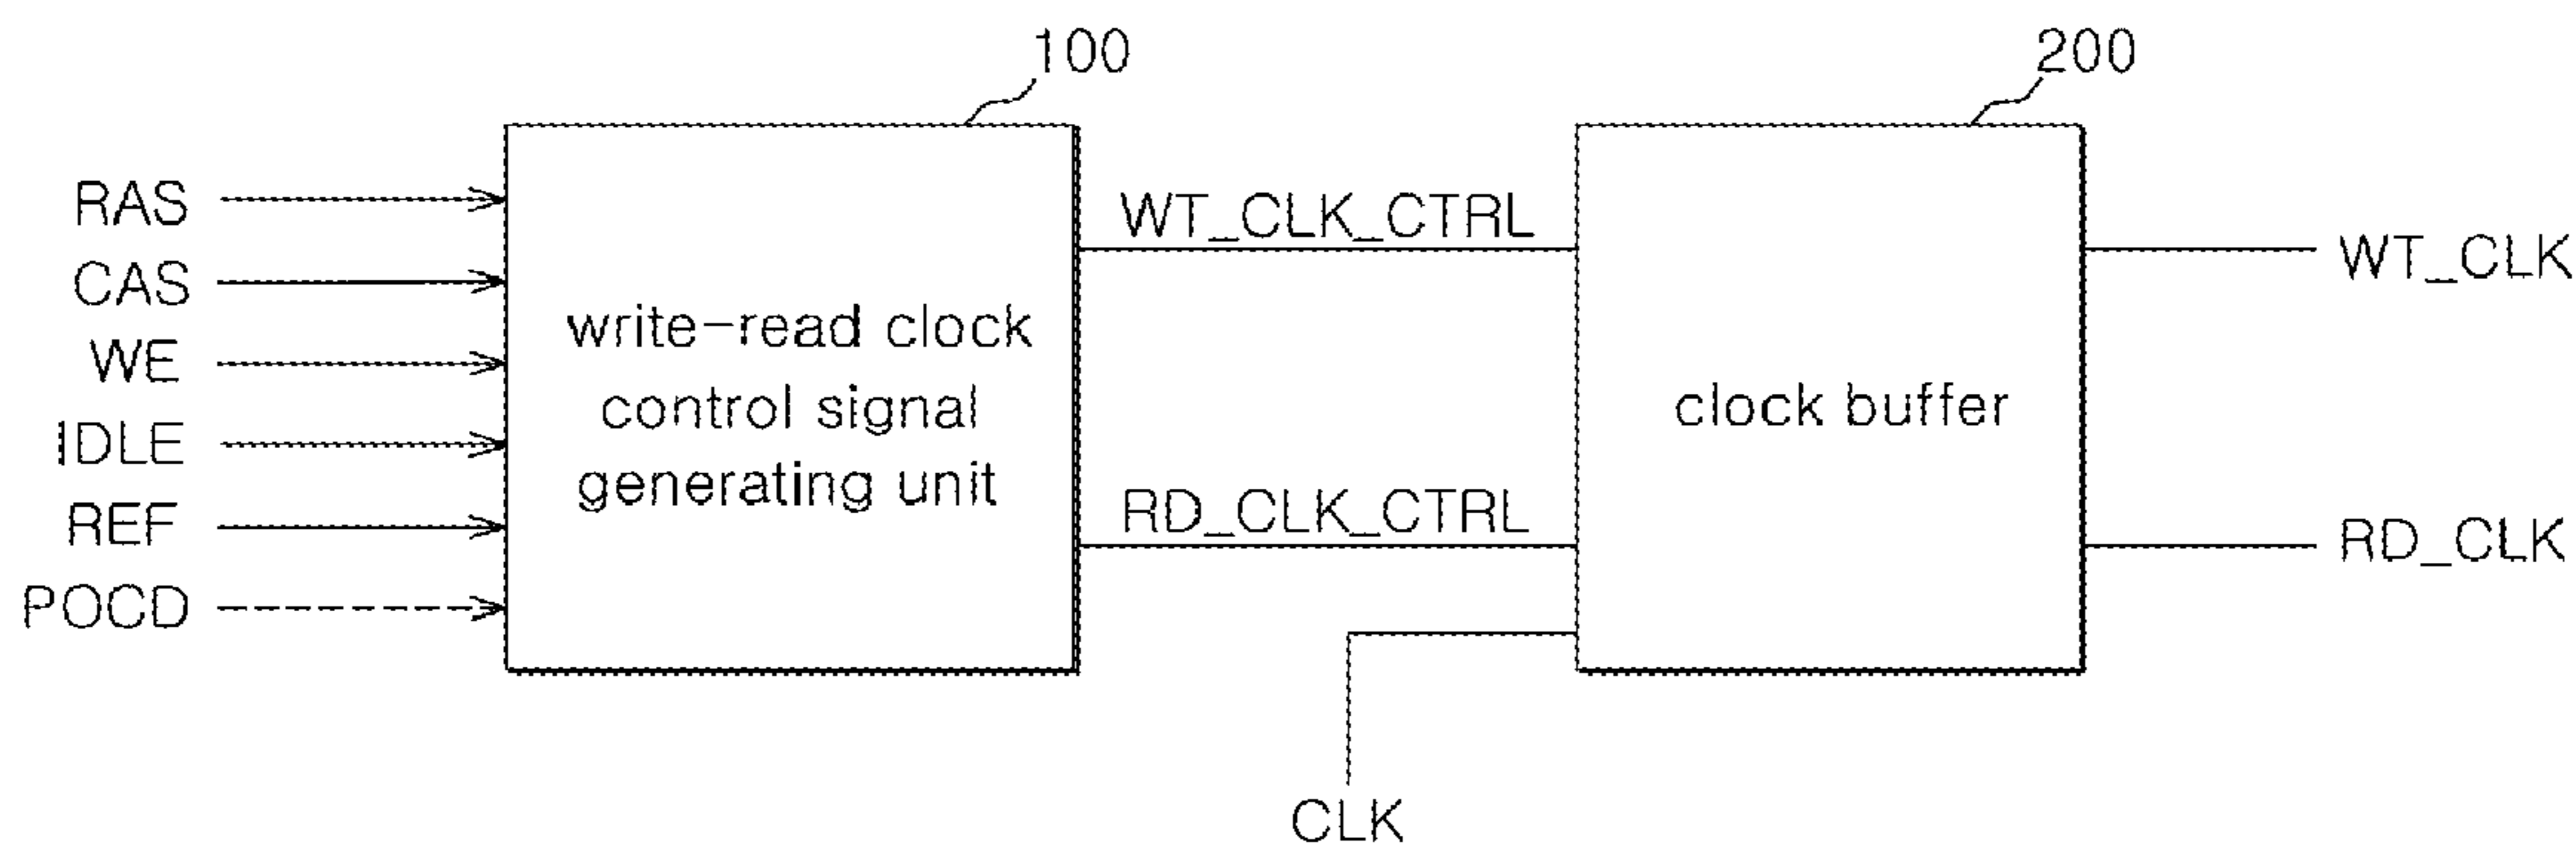 100
200
RAS
CAS
WE
IDLE
REF
POCD
write-read clock
control signal
generating unit
WT_CLK_CTRL
RD_CLK_CTRL
CLK
clock buffer
WT_CLK
RD_CLK